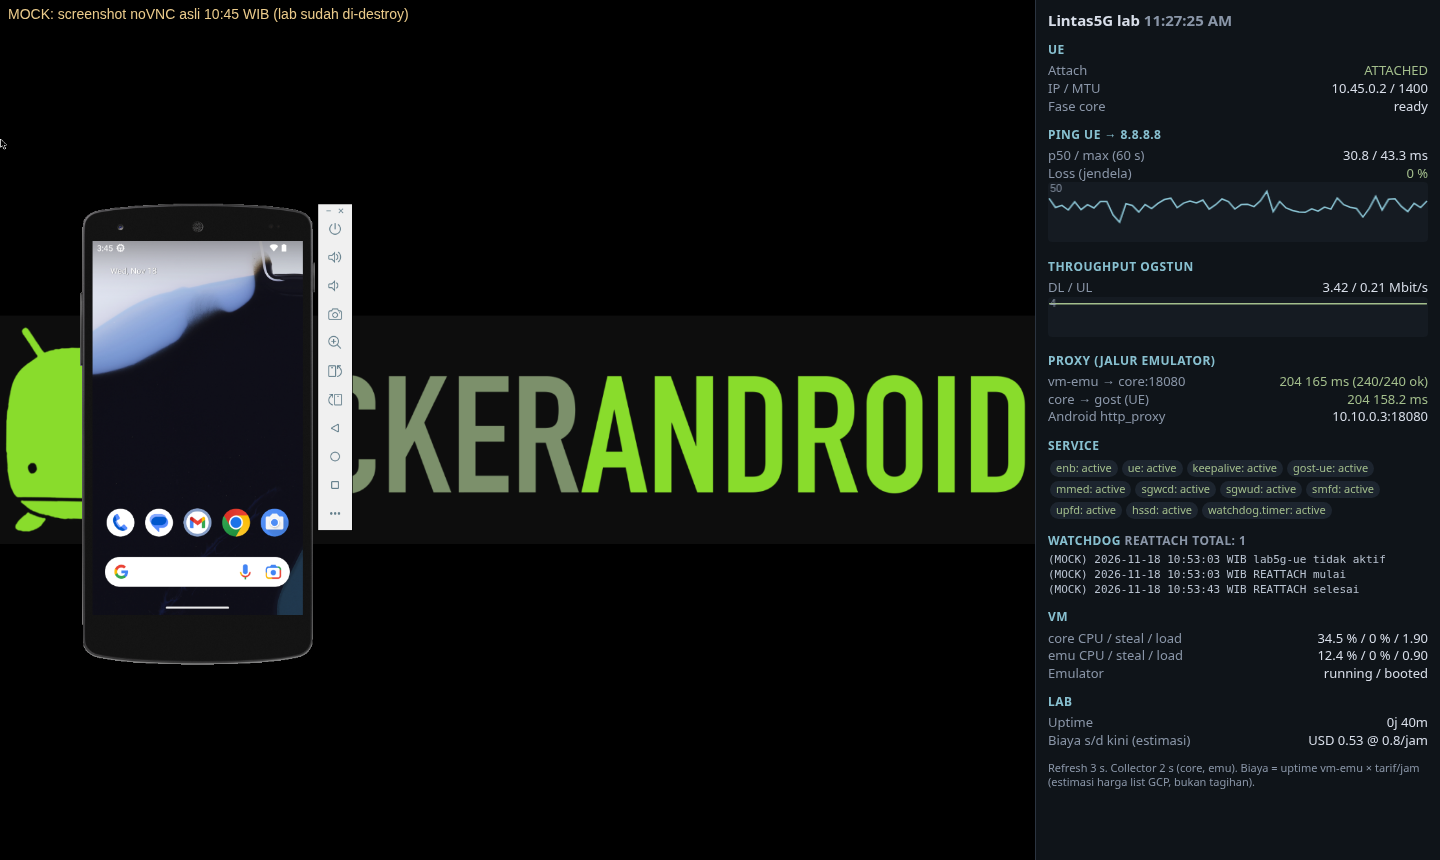 MOCK: screenshot noVNC asli 10:45 WIB (lab sudah di-destroy)
3:45
CKERANDROID
Lintas5G lab 11:27:25 AM
UE
Attach ATTACHED
IP / MTU 10.45.0.2 / 1400
Fase core ready
PING UE → 8.8.8.8
p50 / max (60 s) 30.8 / 43.3 ms
Loss (jendela) 0 %
50
THROUGHPUT OGSTUN
DL / UL 3.42 / 0.21 Mbit/s
4
PROXY (JALUR EMULATOR)
vm-emu → core:18080 204 165 ms (240/240 ok)
core → gost (UE) 204 158.2 ms
Android http_proxy 10.10.0.3:18080
SERVICE
enb: active ue: active keepalive: active gost-ue: active
mmed: active sgwcd: active sgwud: active smfd: active
upfd: active hssd: active watchdog.timer: active
WATCHDOG REATTACH TOTAL: 1
(MOCK) 2026-11-18 10:53:03 WIB lab5g-ue tidak aktif
(MOCK) 2026-11-18 10:53:03 WIB REATTACH mulai
(MOCK) 2026-11-18 10:53:43 WIB REATTACH selesai
VM
core CPU / steal / load 34.5 % / 0 % / 1.90
emu CPU / steal / load 12.4 % / 0 % / 0.90
Emulator running / booted
LAB
Uptime 0j 40m
Biaya s/d kini (estimasi) USD 0.53 @ 0.8/jam
Refresh 3 s. Collector 2 s (core, emu). Biaya = uptime vm-emu × tarif/jam
(estimasi harga list GCP, bukan tagihan).